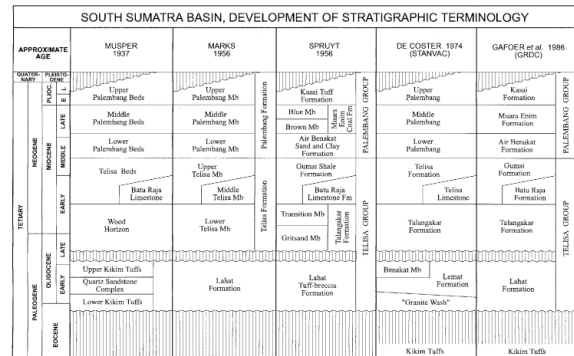 SOUTH SUMATRA BASIN, DEVELOPMENT OF STRATIGRAPHIC TERMINOLOGY
APPROXIMATE
AGE
MUSPER
1937
MARKS
1956
SPRUYT
1956
DE COSTER 1974
(STANVAC)
GAFOER et al. 1986
(GRDC)
QUATER-
NARY
PLEISTO-
CENE
TERTIARY
NEOGENE
PALEOGENE
PLIOC.
L
E
MIOCENE
LATE
MIDDLE
EARLY
OLIGOCENE
LATE
EARLY
EOCENE
Upper
Palembang Beds
Middle
Palembang Beds
Lower
Palembang Beds
Telisa Beds
Batu Raja
Limestone
Wood
Horizon
Upper Kikim Tuffs
Quartz Sandstone
Complex
Lower Kikim Tuffs
Upper
Palembang Mb
Middle
Palembang Mb
Lower
Palembang Mb
Palembang Formation
Upper
Telisa Mb
Middle
Telisa Mb
Lower
Telisa Mb
Telisa Formation
Lahat
Formation
Kasai Tuff
Formation
Blue Mb
Brown Mb
Muara
Enim
Coal Fm
Air Benakat
Sand and Clay
Formation
Gumai Shale
Formation
Batu Raja
Limestone Fm
Transition Mb
Gritsand Mb
Talangakar
Formation
Lahat
Tuff-breccia
Formation
PALEMBANG GROUP
TELISA GROUP
Upper
Palembang
Middle
Palembang
Lower
Palembang
Telisa
Formation
Telisa
Limestone
Talangakar
Formation
Benakat Mb
Lemat
Formation
"Granite Wash"
Kikim Tuffs
Kasai
Formation
Muara Enim
Formation
Air Benakat
Formation
Gumai
Formation
Batu Raja
Formation
Talangakar
Formation
Lahat
Formation
Kikim Tuffs
PALEMBANG GROUP
TELISA GROUP